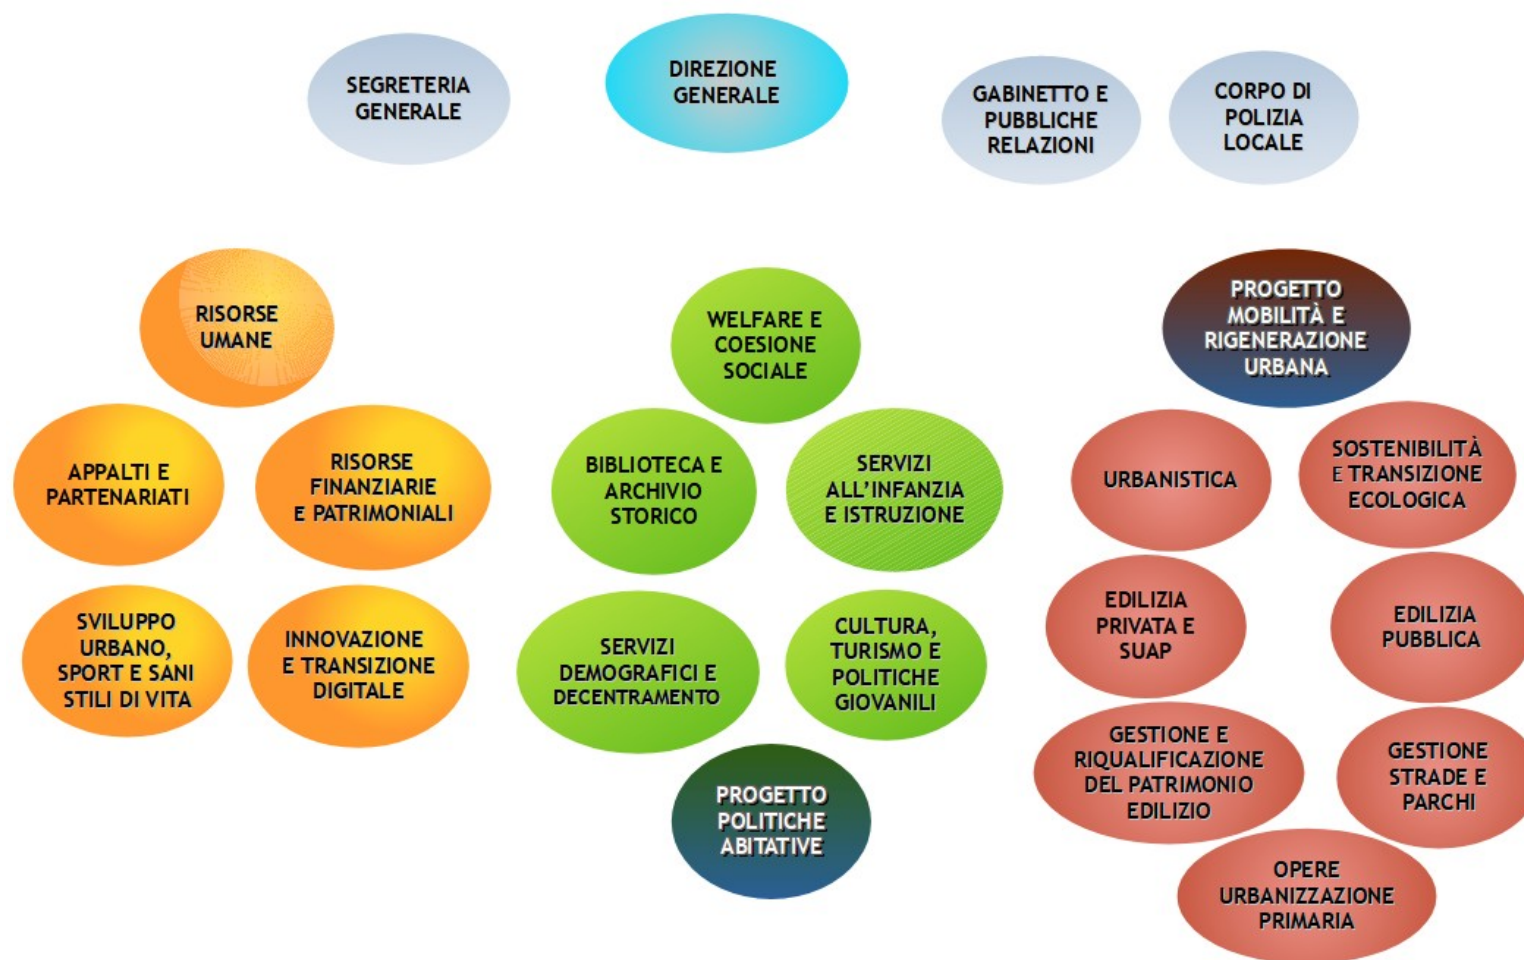 SEGRETERIA
GENERALE
DIREZIONE
GENERALE
GABINETTO E
PUBBLICHE
RELAZIONI
CORPO DI
POLIZIA
LOCALE
RISORSE
UMANE
APPALTI E
PARTENARIATI
RISORSE
FINANZIARIE
E PATRIMONIALI
SVILUPPO
URBANO,
SPORT E SANI
STILI DI VITA
INNOVAZIONE
E TRANSIZIONE
DIGITALE
WELFARE E
COESIONE
SOCIALE
BIBLIOTECA E
ARCHIVIO
STORICO
SERVIZI
ALL’INFANZIA
E ISTRUZIONE
SERVIZI
DEMOGRAFICI E
DECENTRAMENTO
CULTURA,
TURISMO E
POLITICHE
GIOVANILI
PROGETTO
POLITICHE
ABITATIVE
PROGETTO
MOBILITÀ E
RIGENERAZIONE
URBANA
URBANISTICA
SOSTENIBILITÀ
E TRANSIZIONE
ECOLOGICA
EDILIZIA
PRIVATA E
SUAP
EDILIZIA
PUBBLICA
GESTIONE E
RIQUALIFICAZIONE
DEL PATRIMONIO
EDILIZIO
GESTIONE
STRADE E
PARCHI
OPERE
URBANIZZAZIONE
PRIMARIA